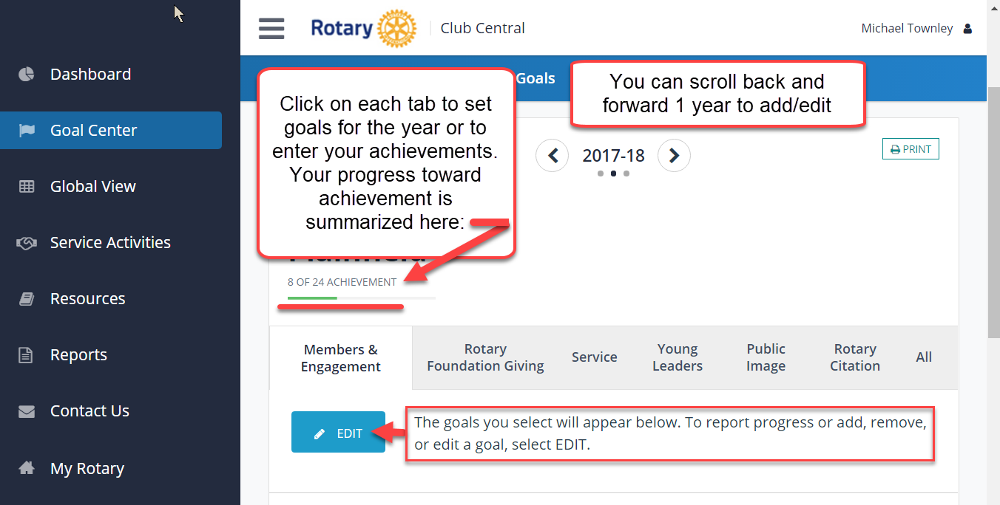 Dashboard
Goal Center
Global View
Service Activities
Resources
Reports
Contact Us
My Rotary
Rotary
Club Central
Michael Townley
Goals
Click on each tab to set
goals for the year or to
enter your achievements.
Your progress toward
achievement is
summarized here:
You can scroll back and
forward 1 year to add/edit
2017-18
PRINT
8 OF 24 ACHIEVEMENT
Members &
Engagement
Rotary
Foundation Giving
Service
Young
Leaders
Public
Image
Rotary
Citation
All
EDIT
The goals you select will appear below. To report progress or add, remove,
or edit a goal, select EDIT.